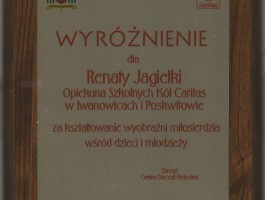 caritas
WYRÓŻNIENIE
dla
Renaty Jagiełki
Opiekuna Szkolnych Kół Caritas
w Iwanowicach i Poskwitowie
za kształtowanie wyobraźni miłosierdzia
wśród dzieci i młodzieży
Zarząd
Caritas Diecezji Kieleckiej